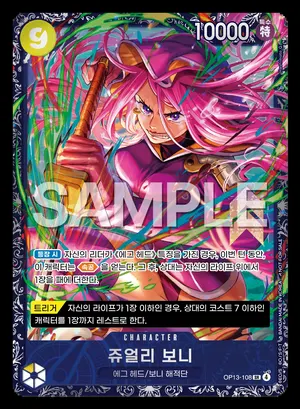 9
10000
특수
特
SAMPLE
등장 시 자신의 리더가 《에그 헤드》 특징을 가진 경우, 이번 턴 동안,
이 캐릭터는 속공 을 얻는다. 그 후, 상대는 자신의 라이프 위에서
1장을 패에 더한다.
트리거 자신의 라이프가 1장 이하인 경우, 상대의 코스트 7 이하인
캐릭터를 1장까지 레스트로 한다.
CHARACTER
쥬얼리 보니
에그 헤드/보니 해적단
OP13-108 SR